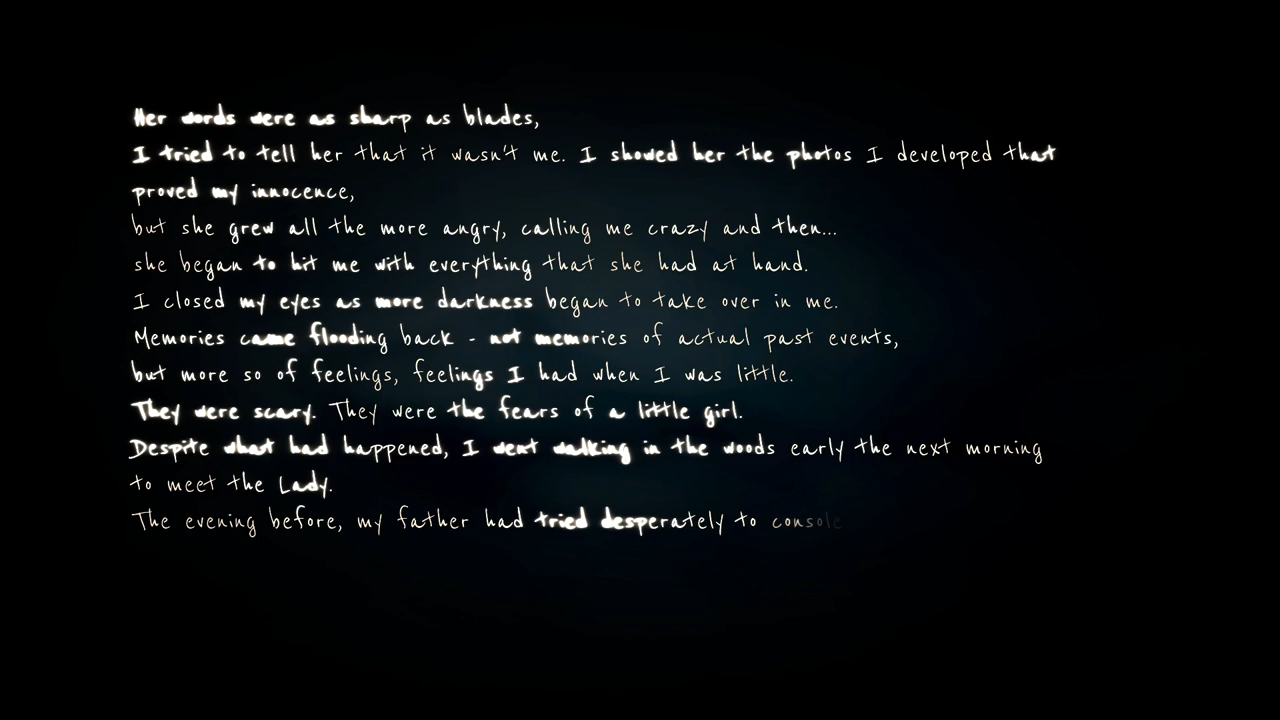 Her words were as sharp as blades,
I tried to tell her that it wasn't me. I showed her the photos I developed that
proved my innocence,
but she grew all the more angry, calling me crazy and then...
she began to hit me with everything that she had at hand.
I closed my eyes as more darkness began to take over in me.
Memories came flooding back - not memories of actual past events,
but more so of feelings, feelings I had when I was little.
They were scary. They were the fears of a little girl.
Despite what had happened, I went walking in the woods early the next morning
to meet the Lady.
The evening before, my father had tried desperately to console